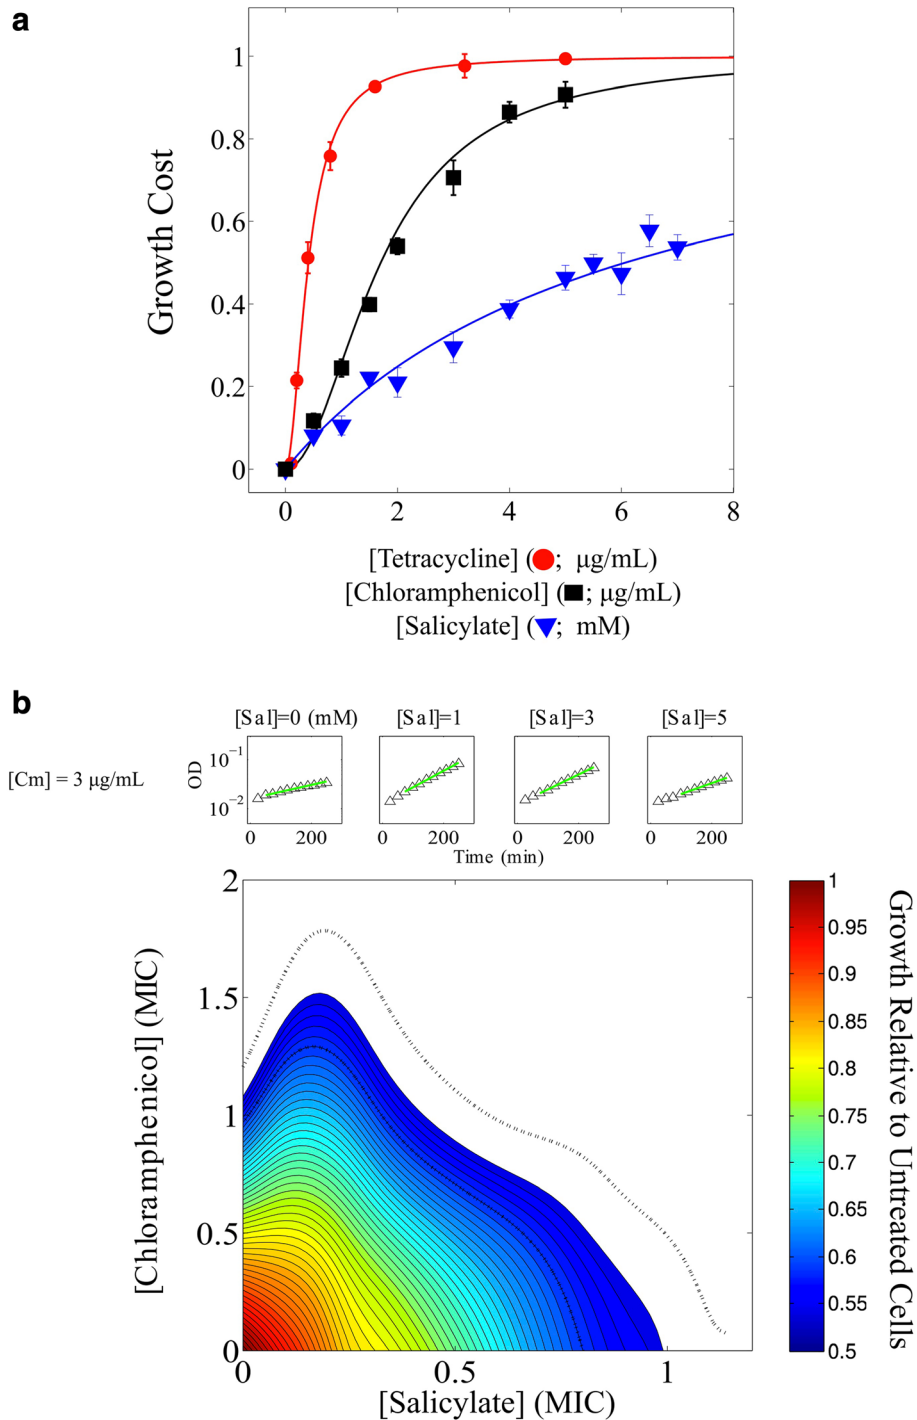 a
1
0.8
0.6
0.4
0.2
0
Growth Cost
0 2 4 6 8
[Tetracycline] (●; μg/mL)
[Chloramphenicol] (■; μg/mL)
[Salicylate] (▼; mM)
b
[Sal]=0 (mM) [Sal]=1 [Sal]=3 [Sal]=5
[Cm] = 3 μg/mL
OD
10⁻¹
10⁻²
0 200 0 200 0 200 0 200
Time (min)
2
1.5
1
0.5
0
[Chloramphenicol] (MIC)
0 0.5 1
[Salicylate] (MIC)
1
0.95
0.9
0.85
0.8
0.75
0.7
0.65
0.6
0.55
0.5
Growth Relative to Untreated Cells